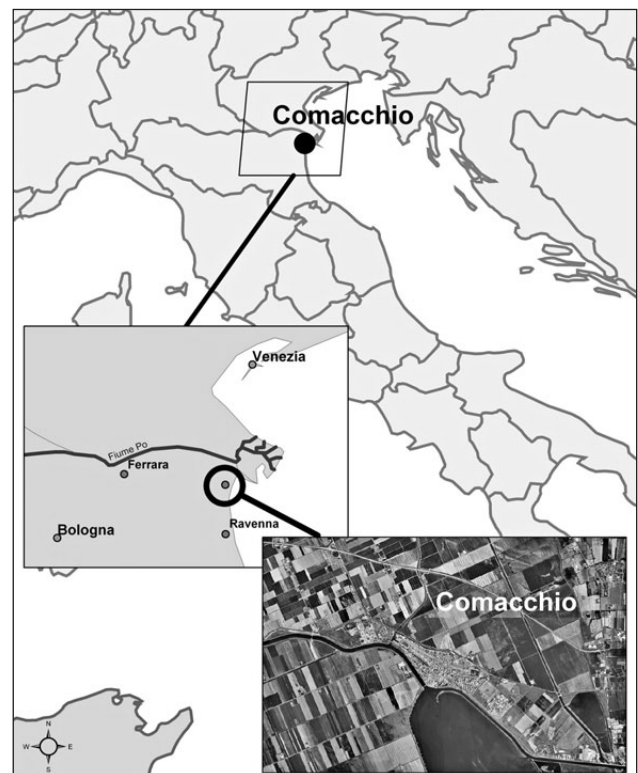 Comacchio
Venezia
Fiume Po
Ferrara
Bologna
Ravenna
Comacchio
N
W E
S